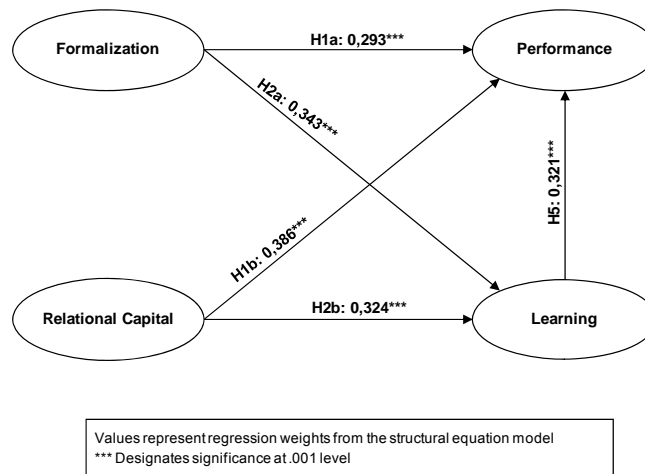 Formalization
H1a: 0,293***
Performance
H2a: 0,343***
H5: 0,321***
H1b: 0,386***
Relational Capital
H2b: 0,324***
Learning
Values represent regression weights from the structural equation model
*** Designates significance at .001 level